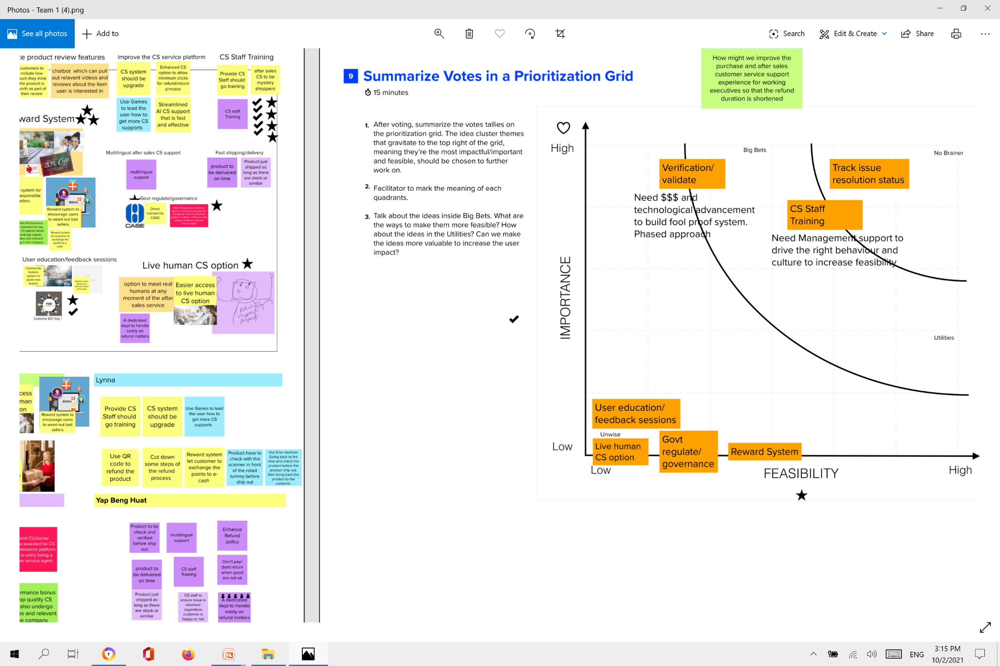 Photos - Team 1 (4).png
See all photos
Add to
Search
Edit & Create
Share
ce product review features
customers to
include how
uch they think
the product is
orth as part of
their review
chatbot which can pull
out relavant videos and
reviews about the item
user is interested in
Improve the CS service platform
CS system
should be
upgrade
Enhanced CS
option to allow
minimum clicks
for refund/return
process
Use Games
to lead the
user how to
get more CS
supports
Streamlined
AI CS support
that is fast
and effective
CS Staff Training
Provide CS
Staff should
go training
after sales
CS to be
mystery
shoppers
CS staff
Training
ward System
20% Off
GIFT
system for
esponsible
ellers
BONUS
Reward system to
encourage users
to weed out bad
sellers
ths Performance
awarded for top
CS agents whom
undergo regular
des and relevant
g in the company
Reward system
let customer to
exchange the
points to e-
cash
Multilingual after sales CS support
multilingual
support
Fast shipping/delivery
product to
be delivered
on time
Product just
shipped as
long as there
are stock or
similiar
Govt regulate/governance
CASE
Direct
connect to
CASE
WSQ Professional CUstomer
Service Certificate awarded for
CS agents in the E-commerce
platform as Basic criteria to entry
being a certified customer
service agent
User education/feedback sessions
Community
helpers
system to
assist new
buyers
Regular online
sessions to
educate sellers
and buyers
FGD
Customer EDT Day
Live human CS option
option to meet real
humans at any
moment of the after
sales service
Easier access
to live human
CS option
New-Flying
Human
Agent
A dedicated
dept to handle
solely on
refund matters
cess
man
on
BONUS
Reward system to
encourage users
to weed out bad
sellers
Lynna
Provide CS
Staff should
go training
CS system
should be
upgrade
Use Games to lead
the user how to
get more CS
supports
Use QR
code to
refund the
product
Cut down
some steps of
the refund
process
Reward system
let customer to
exchange the
points to e-
cash
Product have to
check with the
scanner in front
of the robot
tummy before
ship out
Use time machine:
Going back to the
time and check the
product before the
product ship out,
then bring back the
product to the
customer
Yap Beng Huat
onal CUstomer
e awarded for CS
ommerce platform
to entry being a
er service agent
rmance bonus
op quality CS
also undergo
es and relevant
e company
Product to be
check and
verified
before ship
out
multilingual
support
Enhance
Refund
policy
product to
be delivered
on time
CS staff
Training
Don't pay/
dont return
when good
are not ok
Product just
shipped as
long as there
are stock or
similiar
CS staff to
ensure issue is
resolved
regardless
customer is
happy or not
A dedicated
dept to handle
solely on
refund matters
9
Summarize Votes in a Prioritization Grid
15 minutes
1. After voting, summarize the votes tallies on
the prioritization grid. The idea cluster themes
that gravitate to the top right of the grid,
meaning they're the most impactful/important
and feasible, should be chosen to further
work on.
2. Facilitator to mark the meaning of each
quadrants.
3. Talk about the ideas inside Big Bets. What are
the ways to make them more feasible? How
about the ideas in the Utilities? Can we make
the ideas more valuable to increase the user
impact?
How might we improve the
purchase and after sales
customer service support
experience for working
executives so that the refund
duration is shortened
High
IMPORTANCE
Low
Big Bets
No Brainer
Verification/
validate
Need $$$ and
technological advancement
to build fool proof system.
Phased approach
Track issue
resolution status
CS Staff
Training
Need Management support to
drive the right behaviour and
culture to increase feasibility
Utilities
User education/
feedback sessions
Unwise
Live human
CS option
Govt
regulate/
governance
Reward System
Low
FEASIBILITY
High
ENG
3:15 PM
10/2/2021